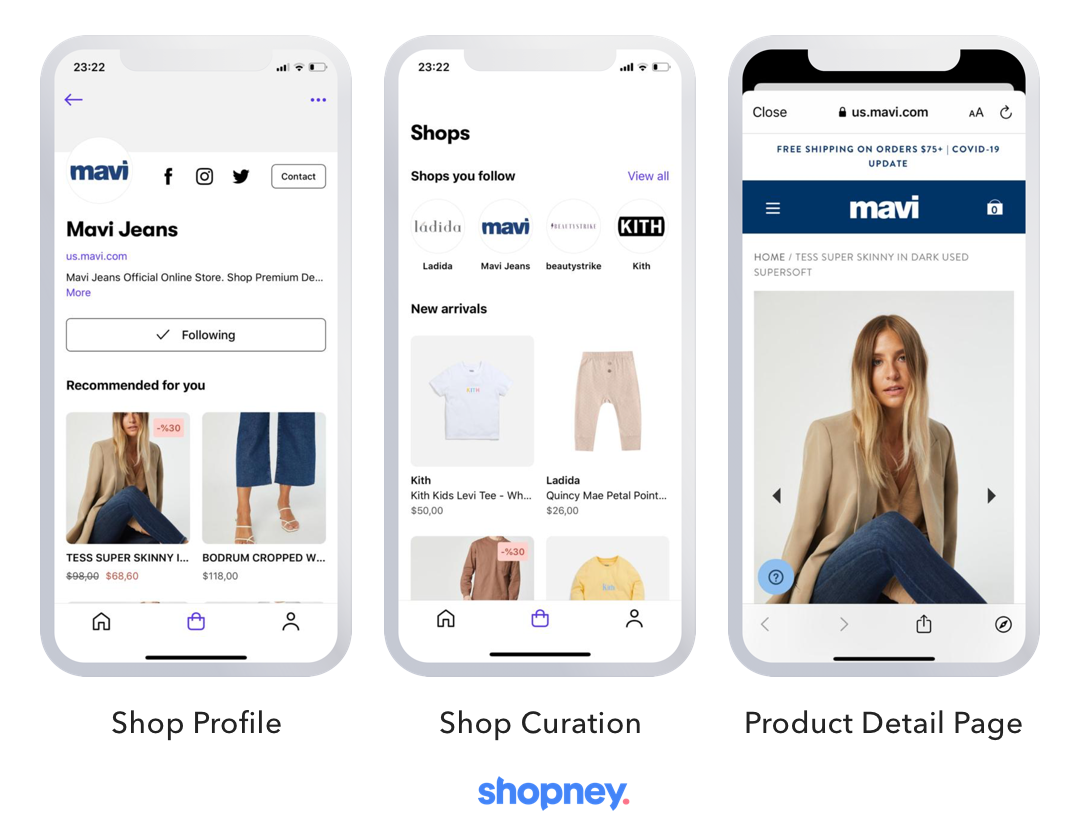 23:22
mavi
Contact
Mavi Jeans
us.mavi.com
Mavi Jeans Official Online Store. Shop Premium De...
More
Following
Recommended for you
-%30
TESS SUPER SKINNY I...
$98,00 $68,60
BODRUM CROPPED W...
$118,00
Shop Profile
23:22
Shops
Shops you follow
View all
ládida
mavi
BEAUTYSTRIKE
KITH
Ladida
Mavi Jeans
beautystrike
Kith
New arrivals
KITH
Kith
Kith Kids Levi Tee - Wh...
$50,00
Ladida
Quincy Mae Petal Point...
$26,00
-%30
Kith
Shop Curation
Close
us.mavi.com
AA
FREE SHIPPING ON ORDERS $75+ | COVID-19
UPDATE
mavi
0
HOME / TESS SUPER SKINNY IN DARK USED
SUPERSOFT
?
Product Detail Page
shopney.